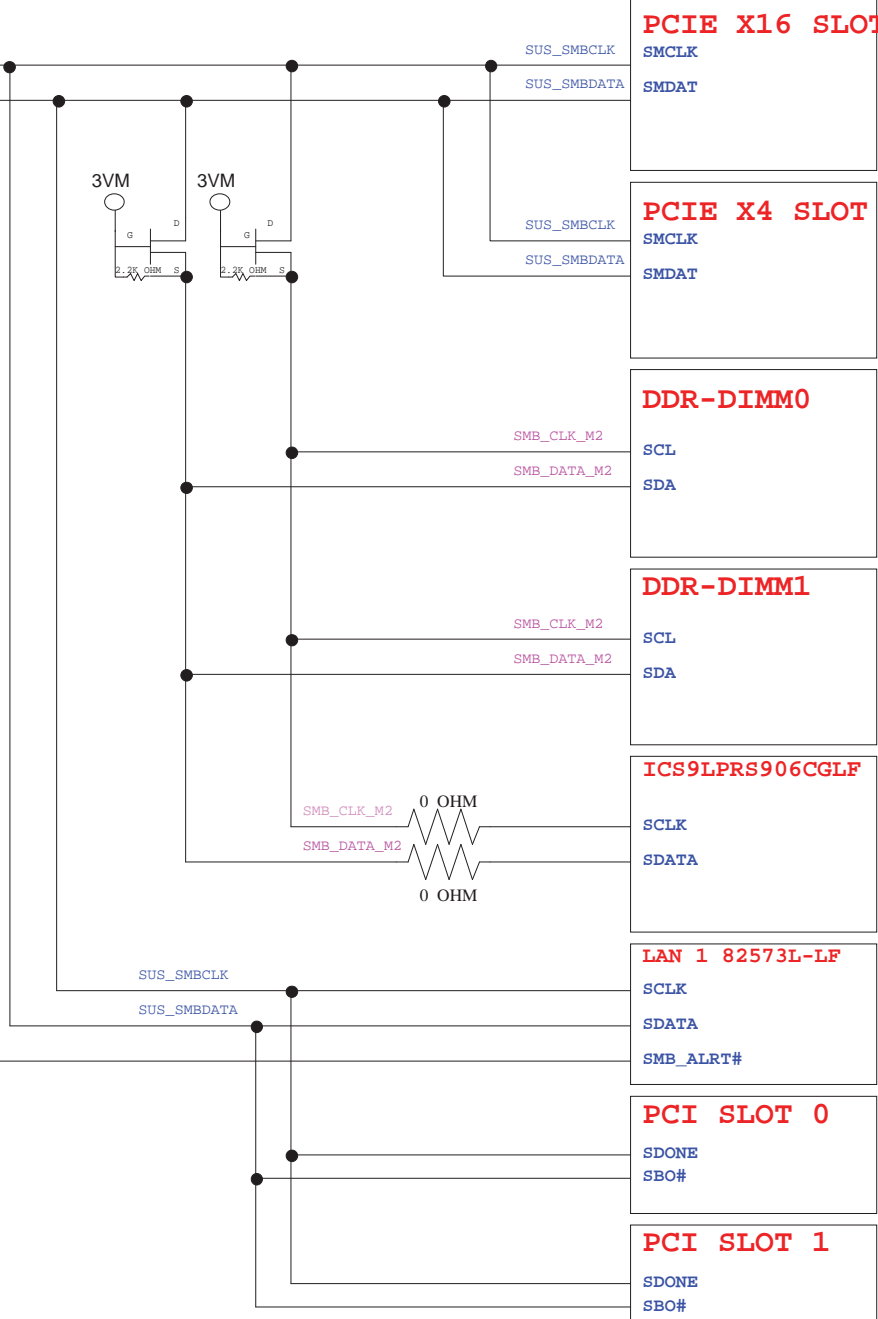 PCIE X16 SLOT
SUS_SMBCLK SMCLK
SUS_SMBDATA SMDAT
3VM 3VM
D D
G G
2.2K OHM S 2.2K OHM S
PCIE X4 SLOT
SUS_SMBCLK SMCLK
SUS_SMBDATA SMDAT
DDR-DIMM0
SMB_CLK_M2 SCL
SMB_DATA_M2 SDA
DDR-DIMM1
SMB_CLK_M2 SCL
SMB_DATA_M2 SDA
ICS9LPRS906CGLF
0 OHM
SMB_CLK_M2 SCLK
SMB_DATA_M2 SDATA
0 OHM
LAN 1 82573L-LF
SUS_SMBCLK SCLK
SUS_SMBDATA SDATA
SMB_ALRT#
PCI SLOT 0
SDONE
SBO#
PCI SLOT 1
SDONE
SBO#